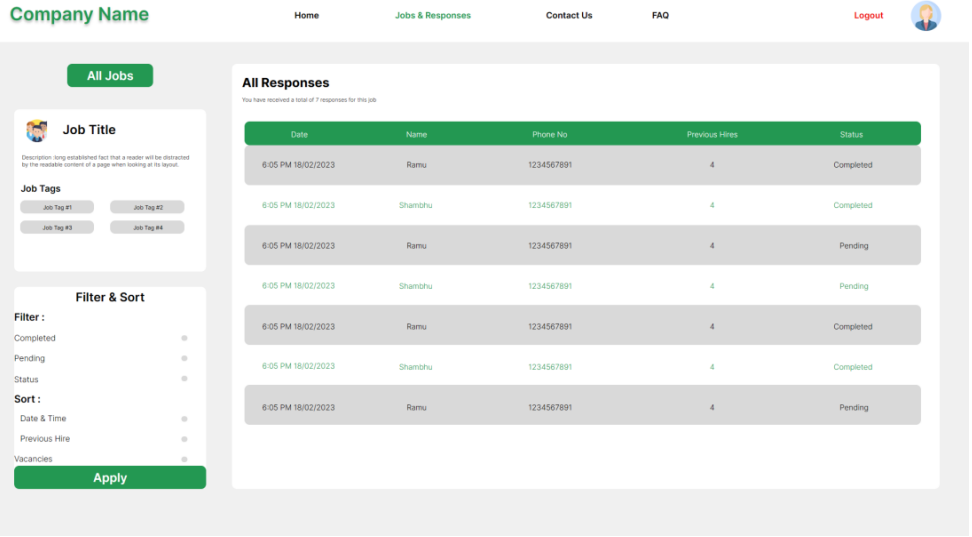 Company Name
Home
Jobs & Responses
Contact Us
FAQ
Logout
All Jobs
Job Title
Description :long established fact that a reader will be distracted
by the readable content of a page when looking at its layout.
Job Tags
Job Tag #1 Job Tag #2
Job Tag #3 Job Tag #4
Filter & Sort
Filter :
Completed
Pending
Status
Sort :
Date & Time
Previous Hire
Vacancies
Apply
All Responses
You have received a total of 7 responses for this job
Date Name Phone No Previous Hires Status
6:05 PM 18/02/2023 Ramu 1234567891 4 Completed
6:05 PM 18/02/2023 Shambhu 1234567891 4 Completed
6:05 PM 18/02/2023 Ramu 1234567891 4 Pending
6:05 PM 18/02/2023 Shambhu 1234567891 4 Pending
6:05 PM 18/02/2023 Ramu 1234567891 4 Completed
6:05 PM 18/02/2023 Shambhu 1234567891 4 Completed
6:05 PM 18/02/2023 Ramu 1234567891 4 Pending